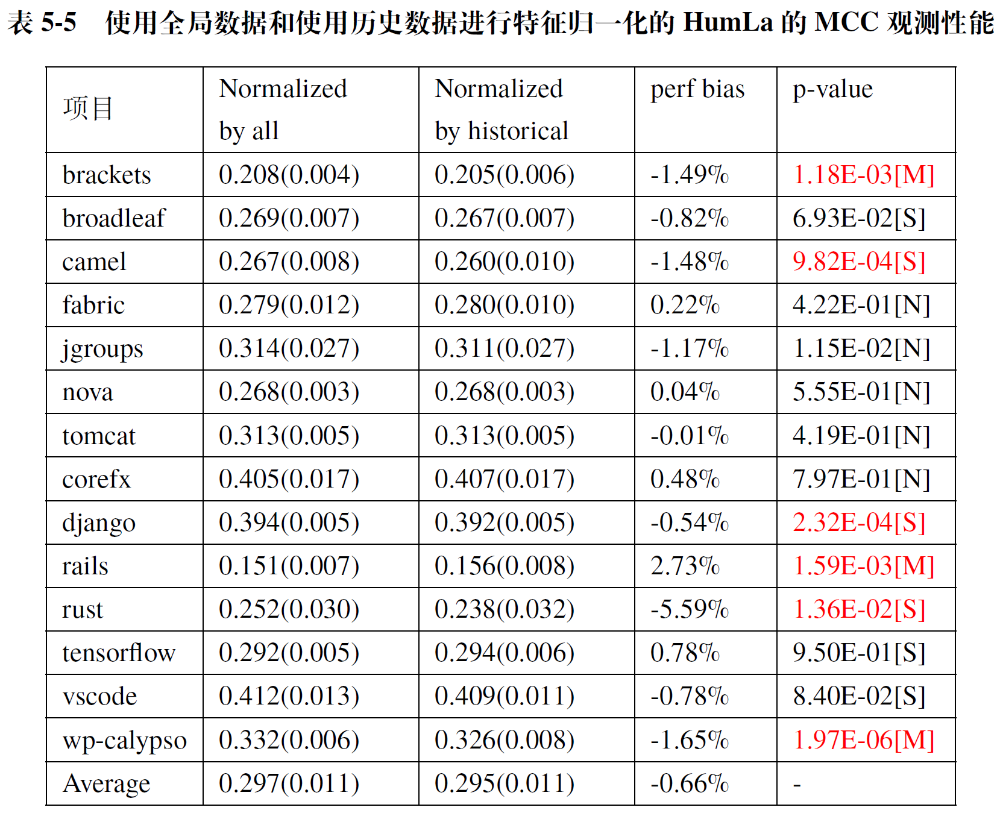 表 5-5 使用全局数据和使用历史数据进行特征归一化的 HumLa 的 MCC 观测性能
项目 Normalized by all Normalized by historical perf bias p-value
brackets 0.208(0.004) 0.205(0.006) -1.49% 1.18E-03[M]
broadleaf 0.269(0.007) 0.267(0.007) -0.82% 6.93E-02[S]
camel 0.267(0.008) 0.260(0.010) -1.48% 9.82E-04[S]
fabric 0.279(0.012) 0.280(0.010) 0.22% 4.22E-01[N]
jgroups 0.314(0.027) 0.311(0.027) -1.17% 1.15E-02[N]
nova 0.268(0.003) 0.268(0.003) 0.04% 5.55E-01[N]
tomcat 0.313(0.005) 0.313(0.005) -0.01% 4.19E-01[N]
corefx 0.405(0.017) 0.407(0.017) 0.48% 7.97E-01[N]
django 0.394(0.005) 0.392(0.005) -0.54% 2.32E-04[S]
rails 0.151(0.007) 0.156(0.008) 2.73% 1.59E-03[M]
rust 0.252(0.030) 0.238(0.032) -5.59% 1.36E-02[S]
tensorflow 0.292(0.005) 0.294(0.006) 0.78% 9.50E-01[S]
vscode 0.412(0.013) 0.409(0.011) -0.78% 8.40E-02[S]
wp-calypso 0.332(0.006) 0.326(0.008) -1.65% 1.97E-06[M]
Average 0.297(0.011) 0.295(0.011) -0.66% -